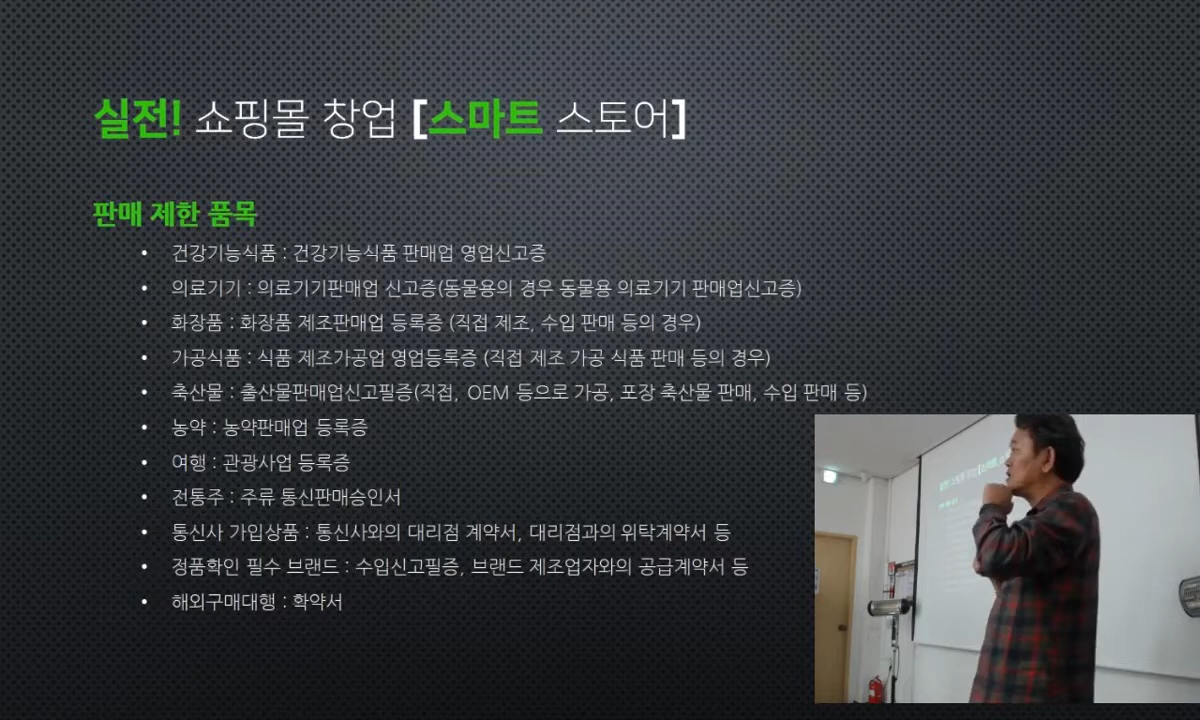 실전! 쇼핑몰 창업 [스마트 스토어]
판매 제한 품목
• 건강기능식품 : 건강기능식품 판매업 영업신고증
• 의료기기 : 의료기기판매업 신고증(동물용의 경우 동물용 의료기기 판매업신고증)
• 화장품 : 화장품 제조판매업 등록증 (직접 제조, 수입 판매 등의 경우)
• 가공식품 : 식품 제조가공업 영업등록증 (직접 제조 가공 식품 판매 등의 경우)
• 축산물 : 출산물판매업신고필증(직접, OEM 등으로 가공, 포장 축산물 판매, 수입 판매 등)
• 농약 : 농약판매업 등록증
• 여행 : 관광사업 등록증
• 전통주 : 주류 통신판매승인서
• 통신사 가입상품 : 통신사와의 대리점 계약서, 대리점과의 위탁계약서 등
• 정품확인 필수 브랜드 : 수입신고필증, 브랜드 제조업자와의 공급계약서 등
• 해외구매대행 : 확약서
실전! 쇼핑몰 창업 [스마트